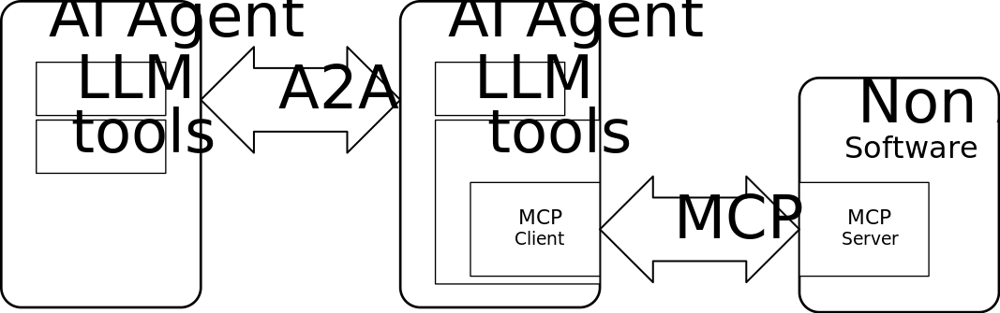 AI Agent
LLM
tools
A2A
AI Agent
LLM
tools
MCP
Client
MCP
Non
Software
MCP
Server